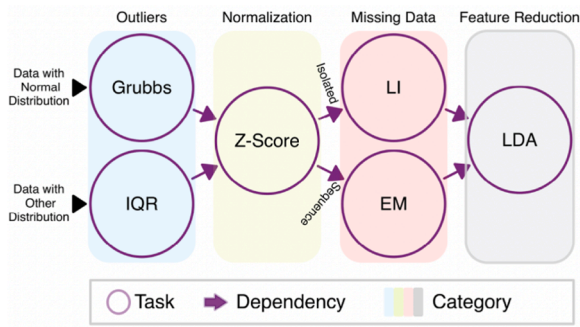 Outliers
Normalization
Missing Data
Feature Reduction
Data with
Normal
Distribution
Grubbs
Isolated
LI
Z-Score
LDA
Data with
Other
Distribution
IQR
Sequence
EM
Task
Dependency
Category